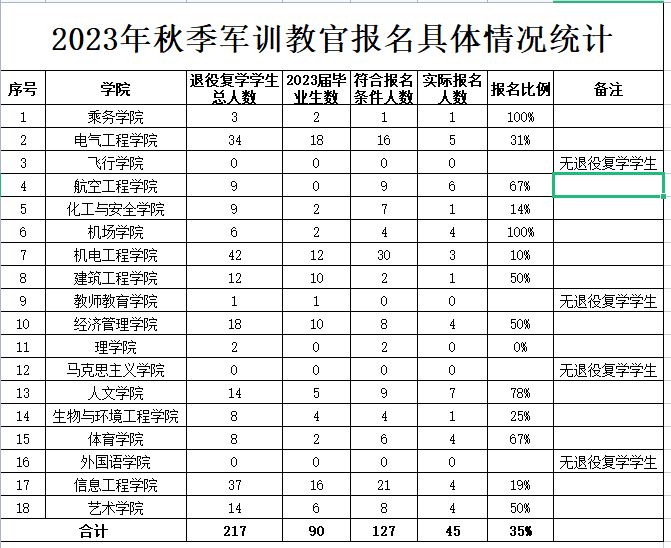 2023年秋季军训教官报名具体情况统计
序号 学院 退役复学学生总人数 2023届毕业生数 符合报名条件人数 实际报名人数 报名比例 备注
1 乘务学院 3 2 1 1 100%
2 电气工程学院 34 18 16 5 31%
3 飞行学院 0 0 0 0 无退役复学学生
4 航空工程学院 9 0 9 6 67%
5 化工与安全学院 9 2 7 1 14%
6 机场学院 6 2 4 4 100%
7 机电工程学院 42 12 30 3 10%
8 建筑工程学院 12 10 2 1 50%
9 教师教育学院 1 1 0 0 无退役复学学生
10 经济管理学院 18 10 8 4 50%
11 理学院 2 0 2 0 0%
12 马克思主义学院 0 0 0 0 无退役复学学生
13 人文学院 14 5 9 7 78%
14 生物与环境工程学院 8 4 4 1 25%
15 体育学院 8 2 6 4 67%
16 外国语学院 0 0 0 0 无退役复学学生
17 信息工程学院 37 16 21 4 19%
18 艺术学院 14 6 8 4 50%
合计 217 90 127 45 35%